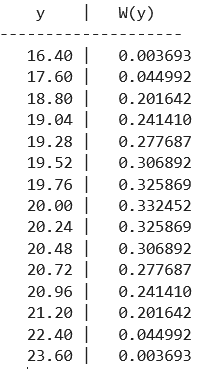 y | W(y)
--------------------
16.40 | 0.003693
17.60 | 0.044992
18.80 | 0.201642
19.04 | 0.241410
19.28 | 0.277687
19.52 | 0.306892
19.76 | 0.325869
20.00 | 0.332452
20.24 | 0.325869
20.48 | 0.306892
20.72 | 0.277687
20.96 | 0.241410
21.20 | 0.201642
22.40 | 0.044992
23.60 | 0.003693